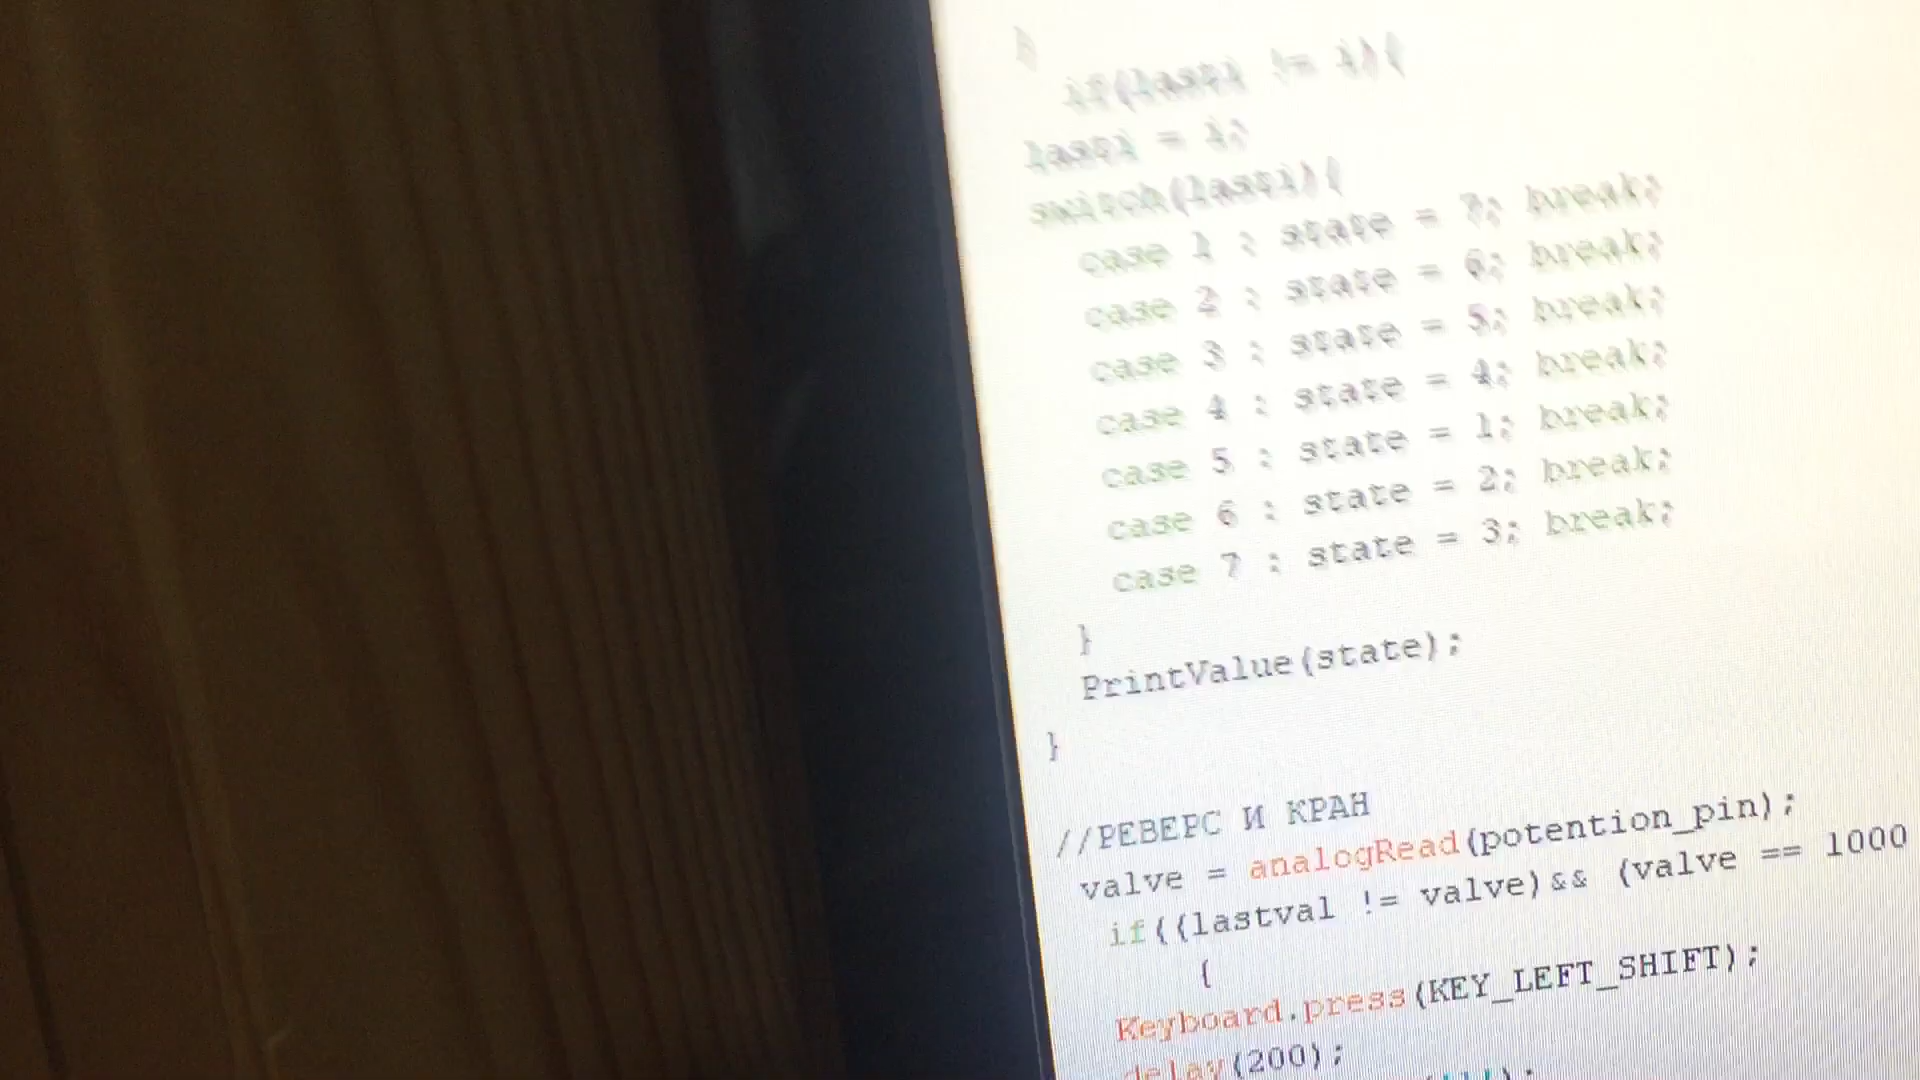 }
if(lasti != i){
lasti = i;
switch(lasti){
case 1 : state = 7; break;
case 2 : state = 6; break;
case 3 : state = 5; break;
case 4 : state = 4; break;
case 5 : state = 1; break;
case 6 : state = 2; break;
case 7 : state = 3; break;
}
PrintValue(state);
}
//РЕВЕРС И КРАН
valve = analogRead(potention_pin);
if((lastval != valve)&& (valve == 1000
{
Keyboard.press(KEY_LEFT_SHIFT);
delay(200);